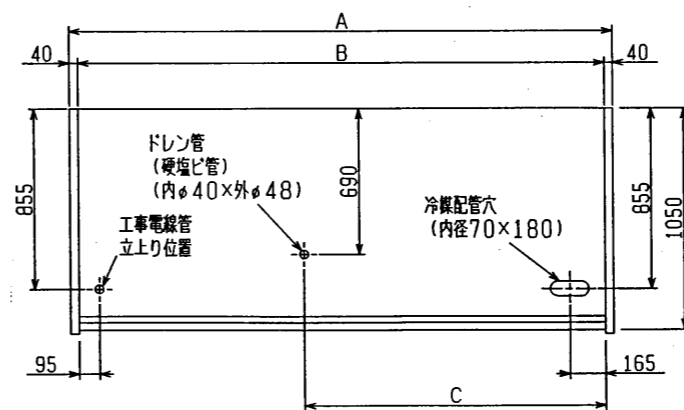 A
40
B
40
ドレン管
(硬塩ビ管)
(内φ40×外φ48)
690
855
工事電線管
立上り位置
冷媒配管穴
(内径70×180)
855
1050
95
165
C